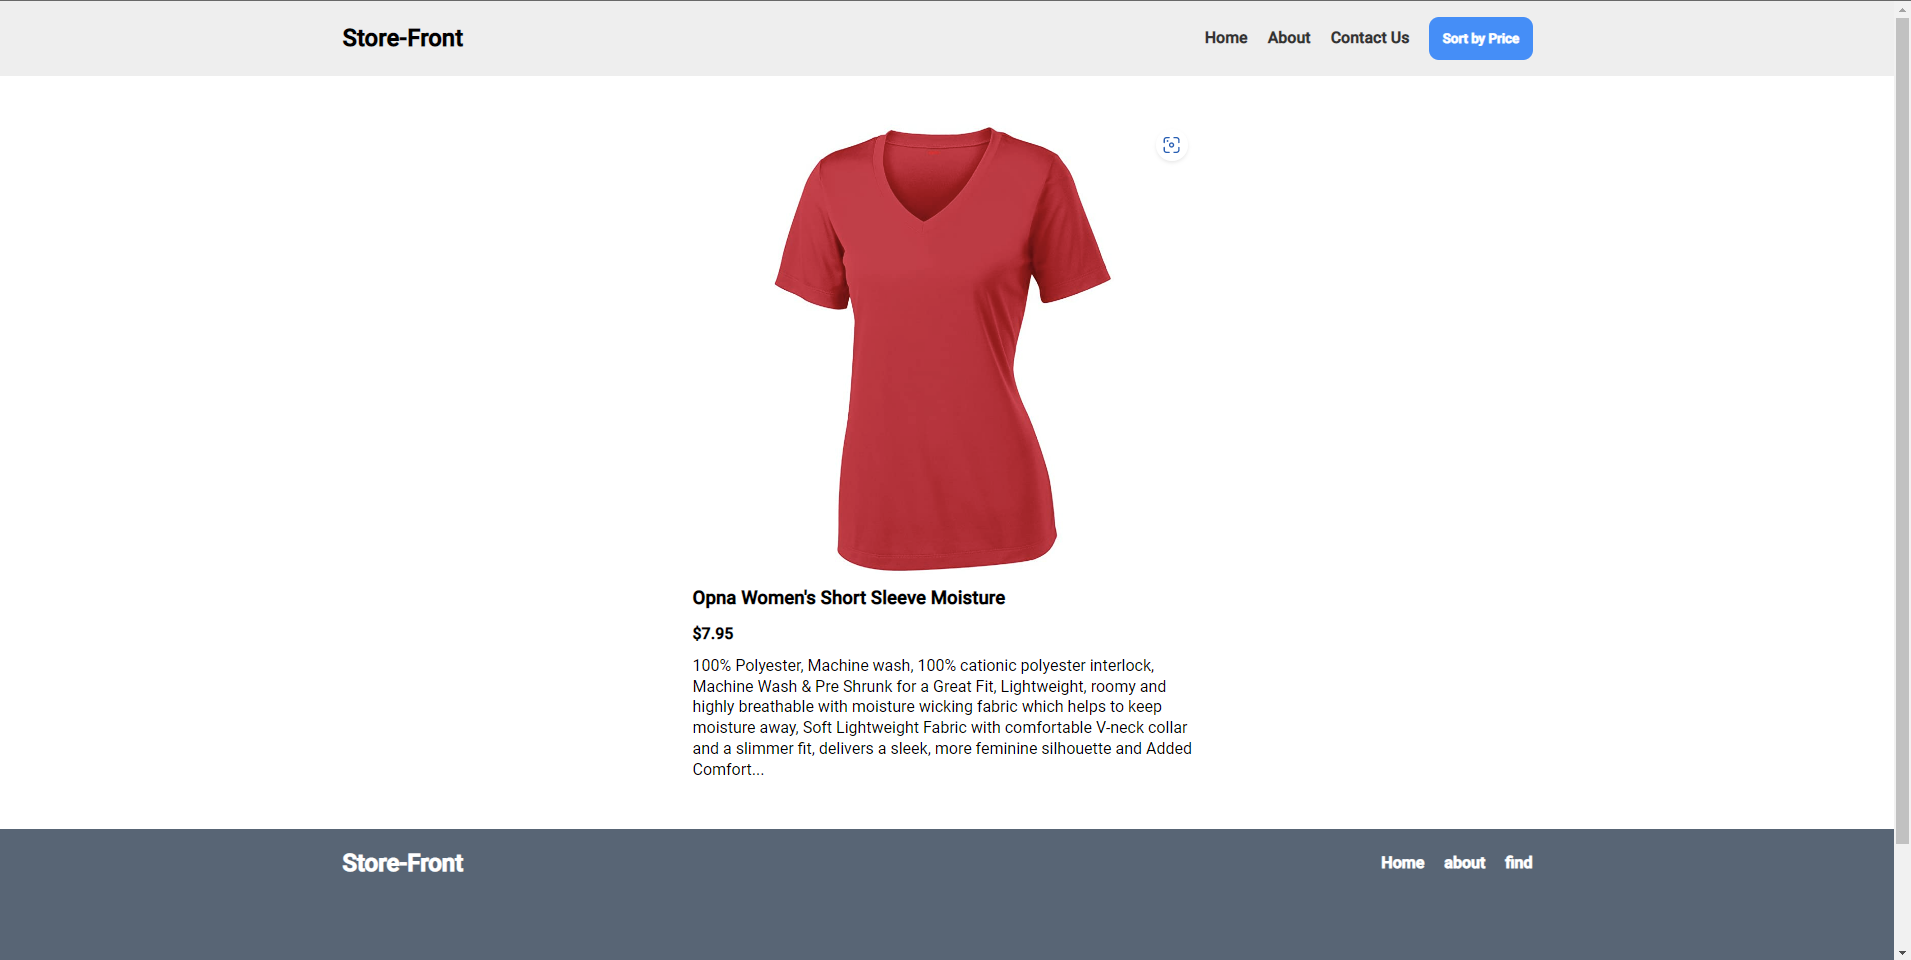 Store-Front
Home About Contact Us Sort by Price
Opna Women's Short Sleeve Moisture
$7.95
100% Polyester, Machine wash, 100% cationic polyester interlock,
Machine Wash & Pre Shrunk for a Great Fit, Lightweight, roomy and
highly breathable with moisture wicking fabric which helps to keep
moisture away, Soft Lightweight Fabric with comfortable V-neck collar
and a slimmer fit, delivers a sleek, more feminine silhouette and Added
Comfort...
Store-Front
Home about find